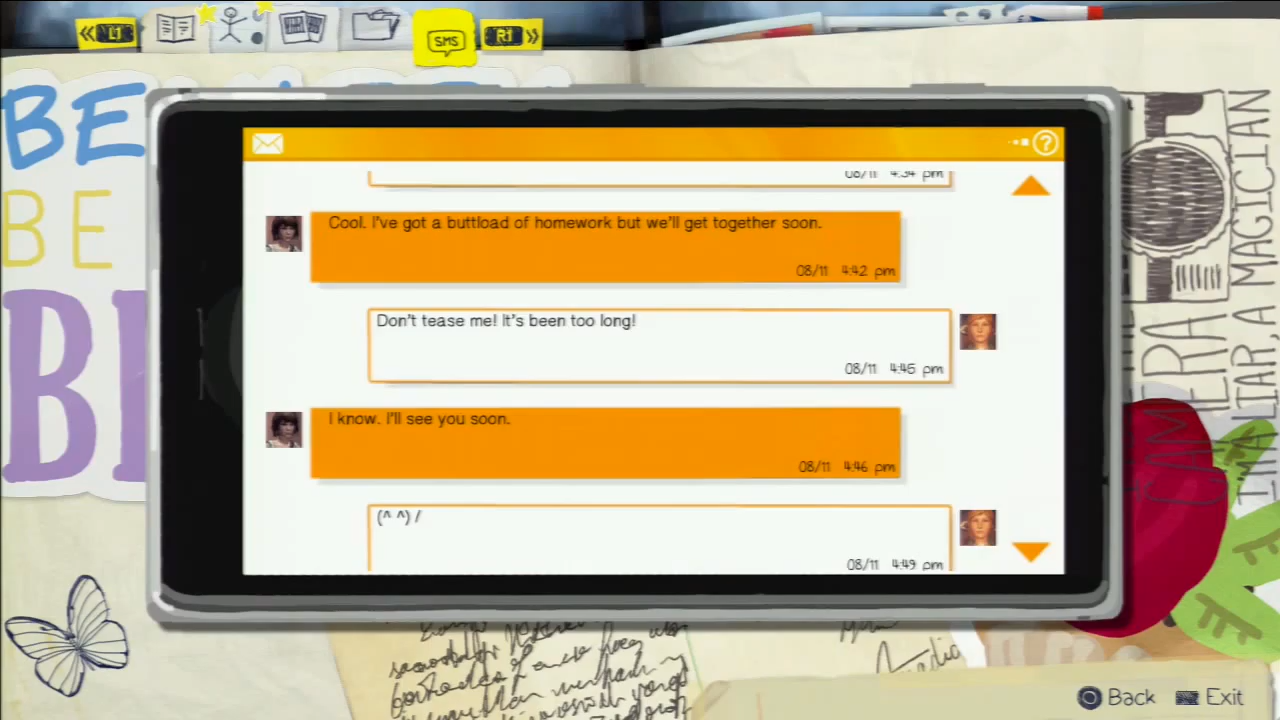 L1
SMS
R1
BE
BE
08/11 4:34 pm
Cool. I've got a buttload of homework but we'll get together soon.
08/11 4:42 pm
Don't tease me! It's been too long!
08/11 4:45 pm
I know. I'll see you soon.
08/11 4:46 pm
(^ ^) /
08/11 4:49 pm
CAMERA
I'M A LIAR, A MAGICIAN
Back
Exit